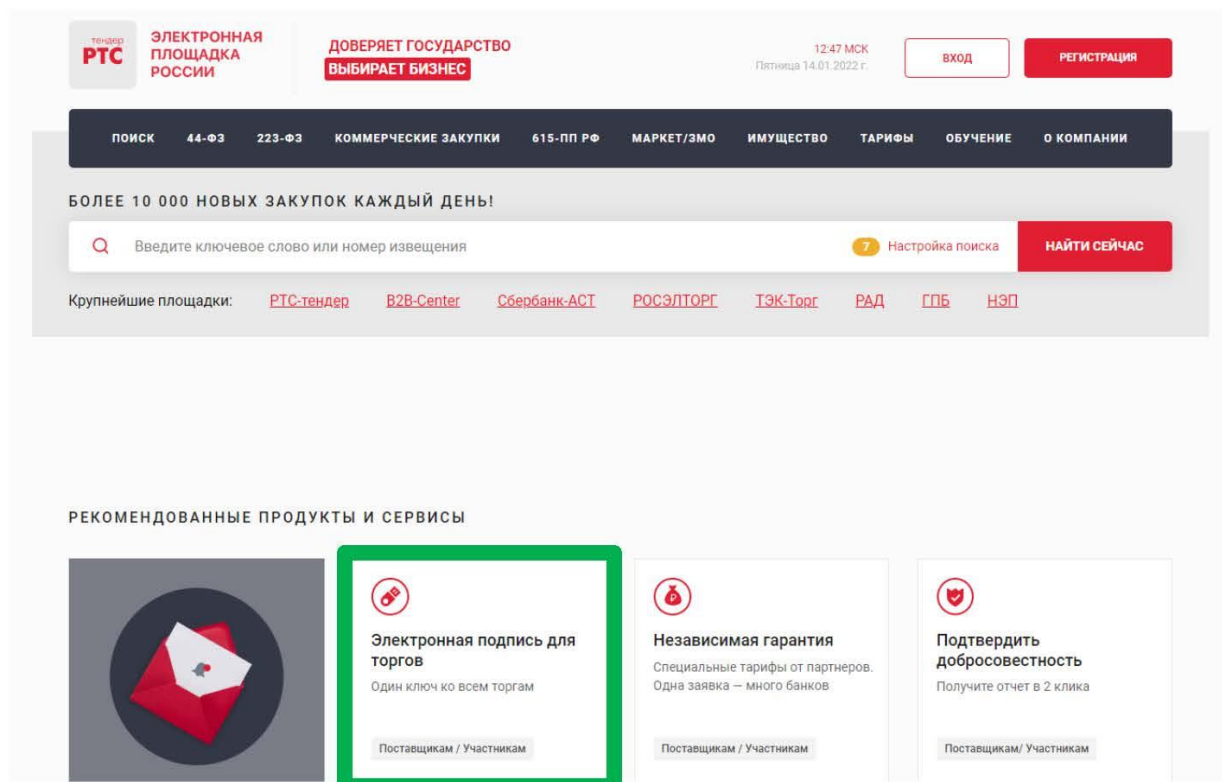 тендер
РТС
ЭЛЕКТРОННАЯ
ПЛОЩАДКА
РОССИИ
ДОВЕРЯЕТ ГОСУДАРСТВО
ВЫБИРАЕТ БИЗНЕС
12:47 МСК
Пятница 14.01.2022 г.
ВХОД
РЕГИСТРАЦИЯ
ПОИСК 44-ФЗ 223-ФЗ КОММЕРЧЕСКИЕ ЗАКУПКИ 615-ПП РФ МАРКЕТ/ЗМО ИМУЩЕСТВО ТАРИФЫ ОБУЧЕНИЕ О КОМПАНИИ
БОЛЕЕ 10 000 НОВЫХ ЗАКУПОК КАЖДЫЙ ДЕНЬ!
Введите ключевое слово или номер извещения 7 Настройка поиска НАЙТИ СЕЙЧАС
Крупнейшие площадки: РТС-тендер B2B-Center Сбербанк-АСТ РОСЭЛТОРГ ТЭК-Торг РАД ГПБ НЭП
РЕКОМЕНДОВАННЫЕ ПРОДУКТЫ И СЕРВИСЫ
Электронная подпись для
торгов
Один ключ ко всем торгам
Поставщикам / Участникам
Независимая гарантия
Специальные тарифы от партнеров.
Одна заявка — много банков
Поставщикам / Участникам
Подтвердить
добросовестность
Получите отчет в 2 клика
Поставщикам/ Участникам